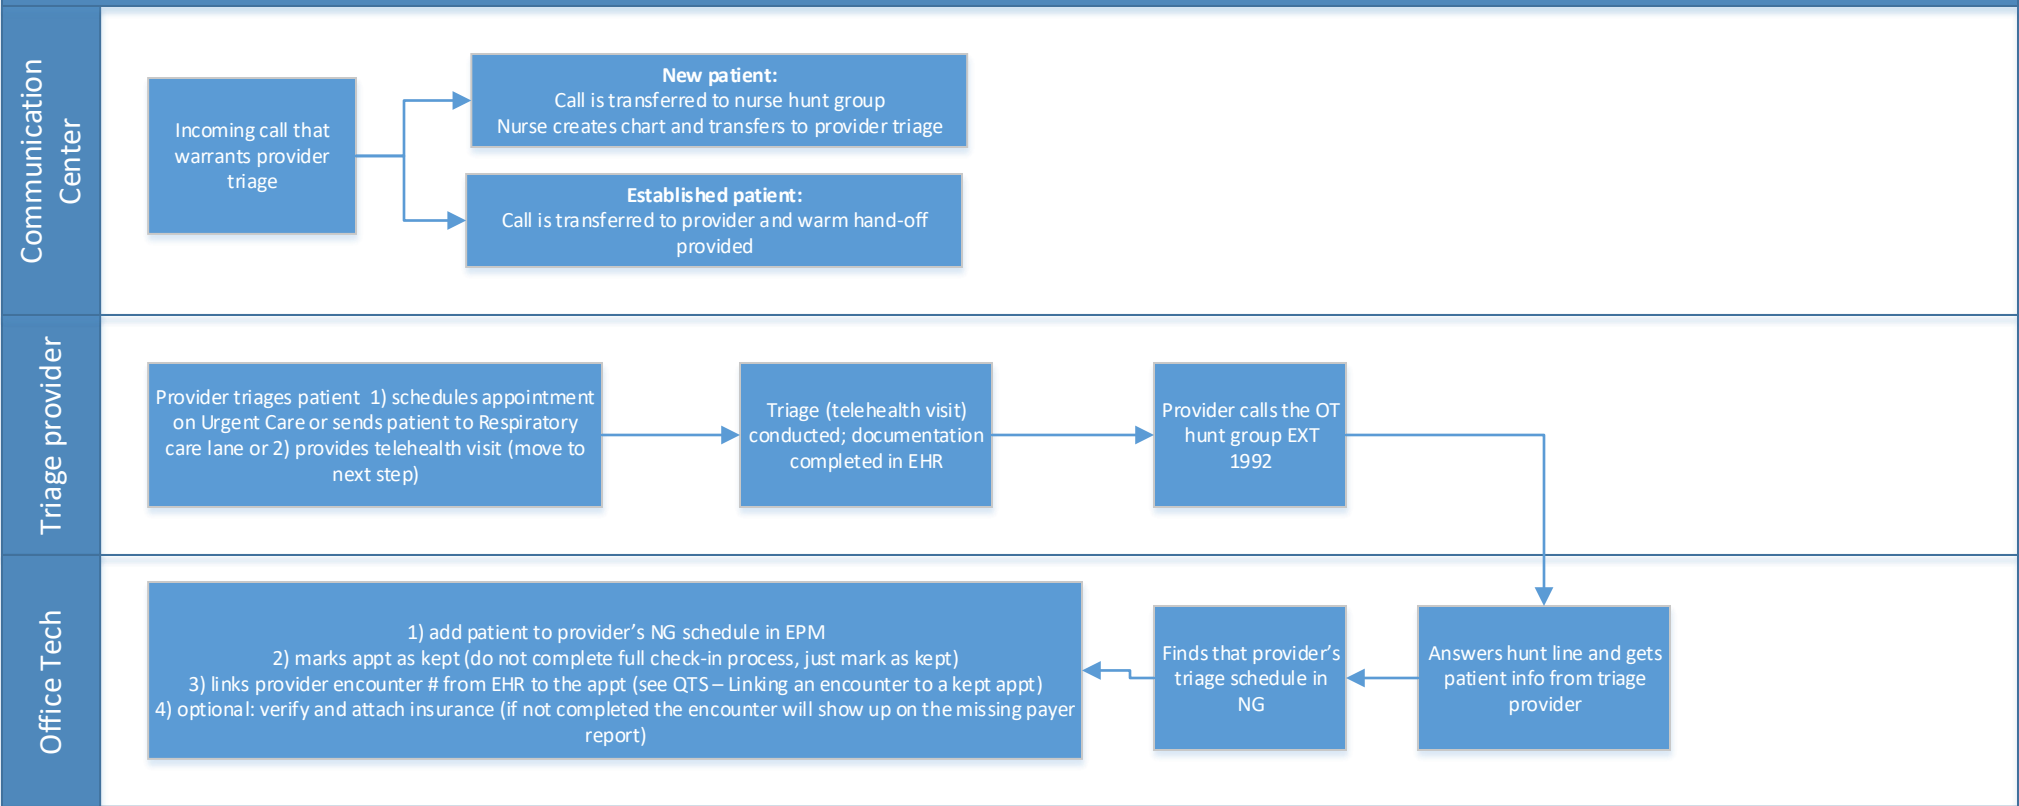 Communication
Center
Incoming call that
warrants provider
triage
New patient:
Call is transferred to nurse hunt group
Nurse creates chart and transfers to provider triage
Established patient:
Call is transferred to provider and warm hand-off
provided
Triage provider
Provider triages patient  1) schedules appointment
on Urgent Care or sends patient to Respiratory
care lane or 2) provides telehealth visit (move to
next step)
Triage (telehealth visit)
conducted; documentation
completed in EHR
Provider calls the OT
hunt group EXT
1992
Office Tech
1) add patient to provider’s NG schedule in EPM
2) marks appt as kept (do not complete full check-in process, just mark as kept)
3) links provider encounter # from EHR to the appt (see QTS – Linking an encounter to a kept appt)
4) optional: verify and attach insurance (if not completed the encounter will show up on the missing payer
report)
Finds that provider’s
triage schedule in
NG
Answers hunt line and gets
patient info from triage
provider